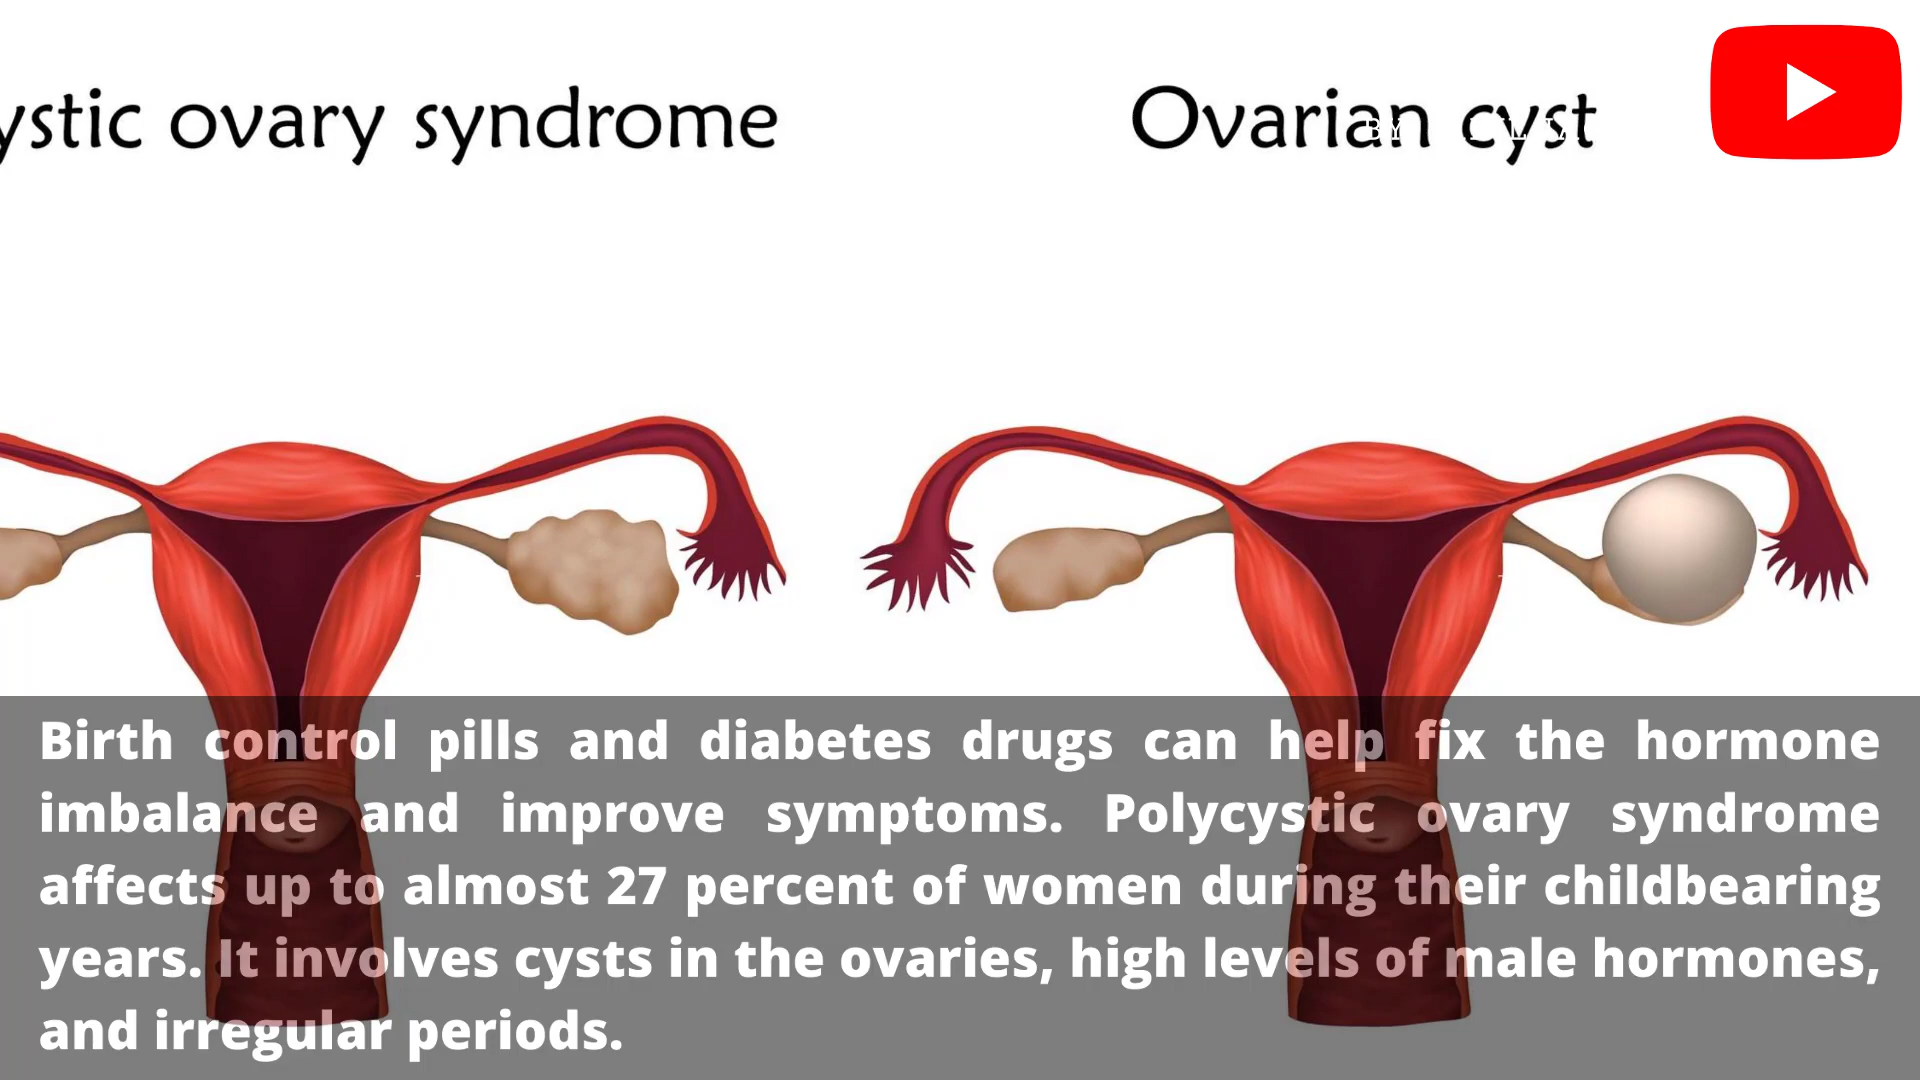 ystic ovary syndrome
Ovarian cyst
BY
Birth control pills and diabetes drugs can help fix the hormone
imbalance and improve symptoms. Polycystic ovary syndrome
affects up to almost 27 percent of women during their childbearing
years. It involves cysts in the ovaries, high levels of male hormones,
and irregular periods.